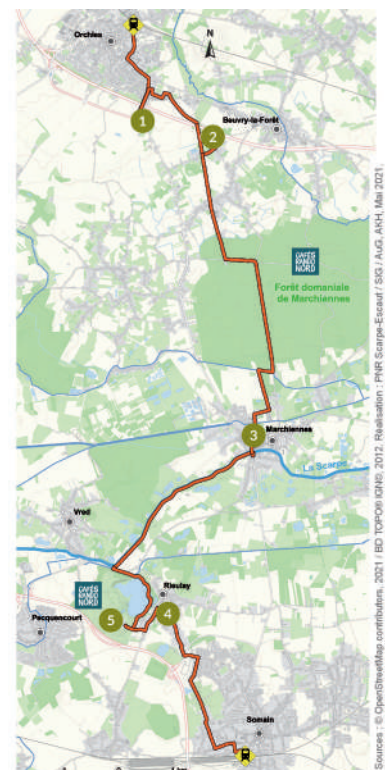 Orchies
N
1
2
Beuvry-la-Forêt
CAFÉS
RANDO
NORD
Forêt domaniale
de Marchiennes
3
Marchiennes
La Scarpe
Vred
CAFÉS
RANDO
NORD
Rieulay
4
5
Pecquencourt
Somain
Sources : © OpenStreetMap contributors, 2021 / BD TOPO® IGN©, 2012. Réalisation : PNR Scarpe-Escaut / SIG / AuG, AKH, Mai 2021.